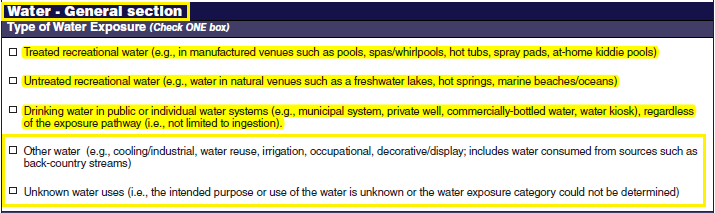 Water - General section
Type of Water Exposure (Check ONE box)
Treated recreational water (e.g., in manufactured venues such as pools, spas/whirlpools, hot tubs, spray pads, at-home kiddie pools)
Untreated recreational water (e.g., water in natural venues such as a freshwater lakes, hot springs, marine beaches/oceans)
Drinking water in public or individual water systems (e.g., municipal system, private well, commercially-bottled water, water kiosk), regardless
of the exposure pathway (i.e., not limited to ingestion).
Other water (e.g., cooling/industrial, water reuse, irrigation, occupational, decorative/display; includes water consumed from sources such as
back-country streams)
Unknown water uses (i.e., the intended purpose or use of the water is unknown or the water exposure category could not be determined)